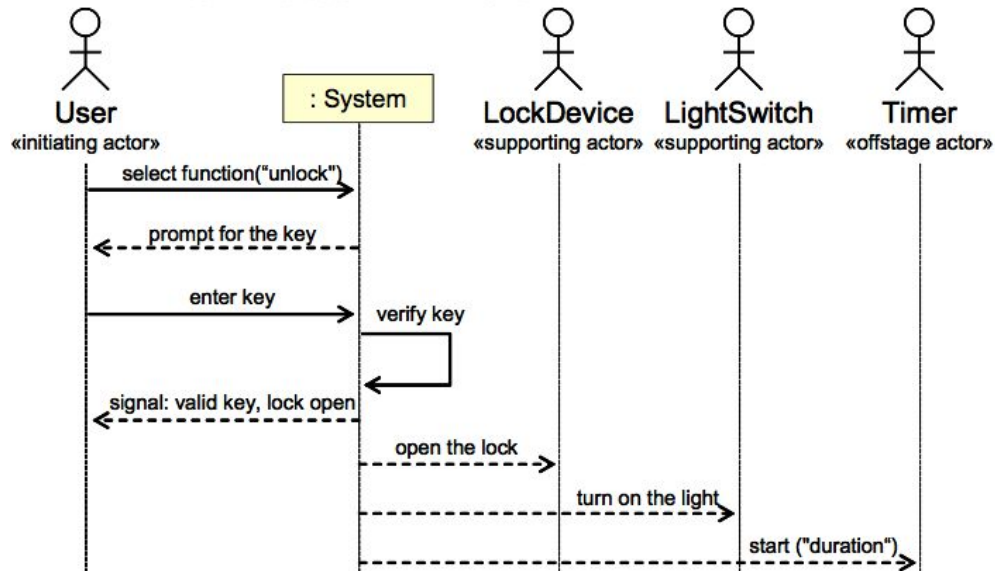 : System
User
LockDevice
LightSwitch
Timer
«initiating actor»
«supporting actor»
«supporting actor»
«offstage actor»
select function("unlock")
prompt for the key
enter key
verify key
signal: valid key, lock open
open the lock
turn on the light
start ("duration")